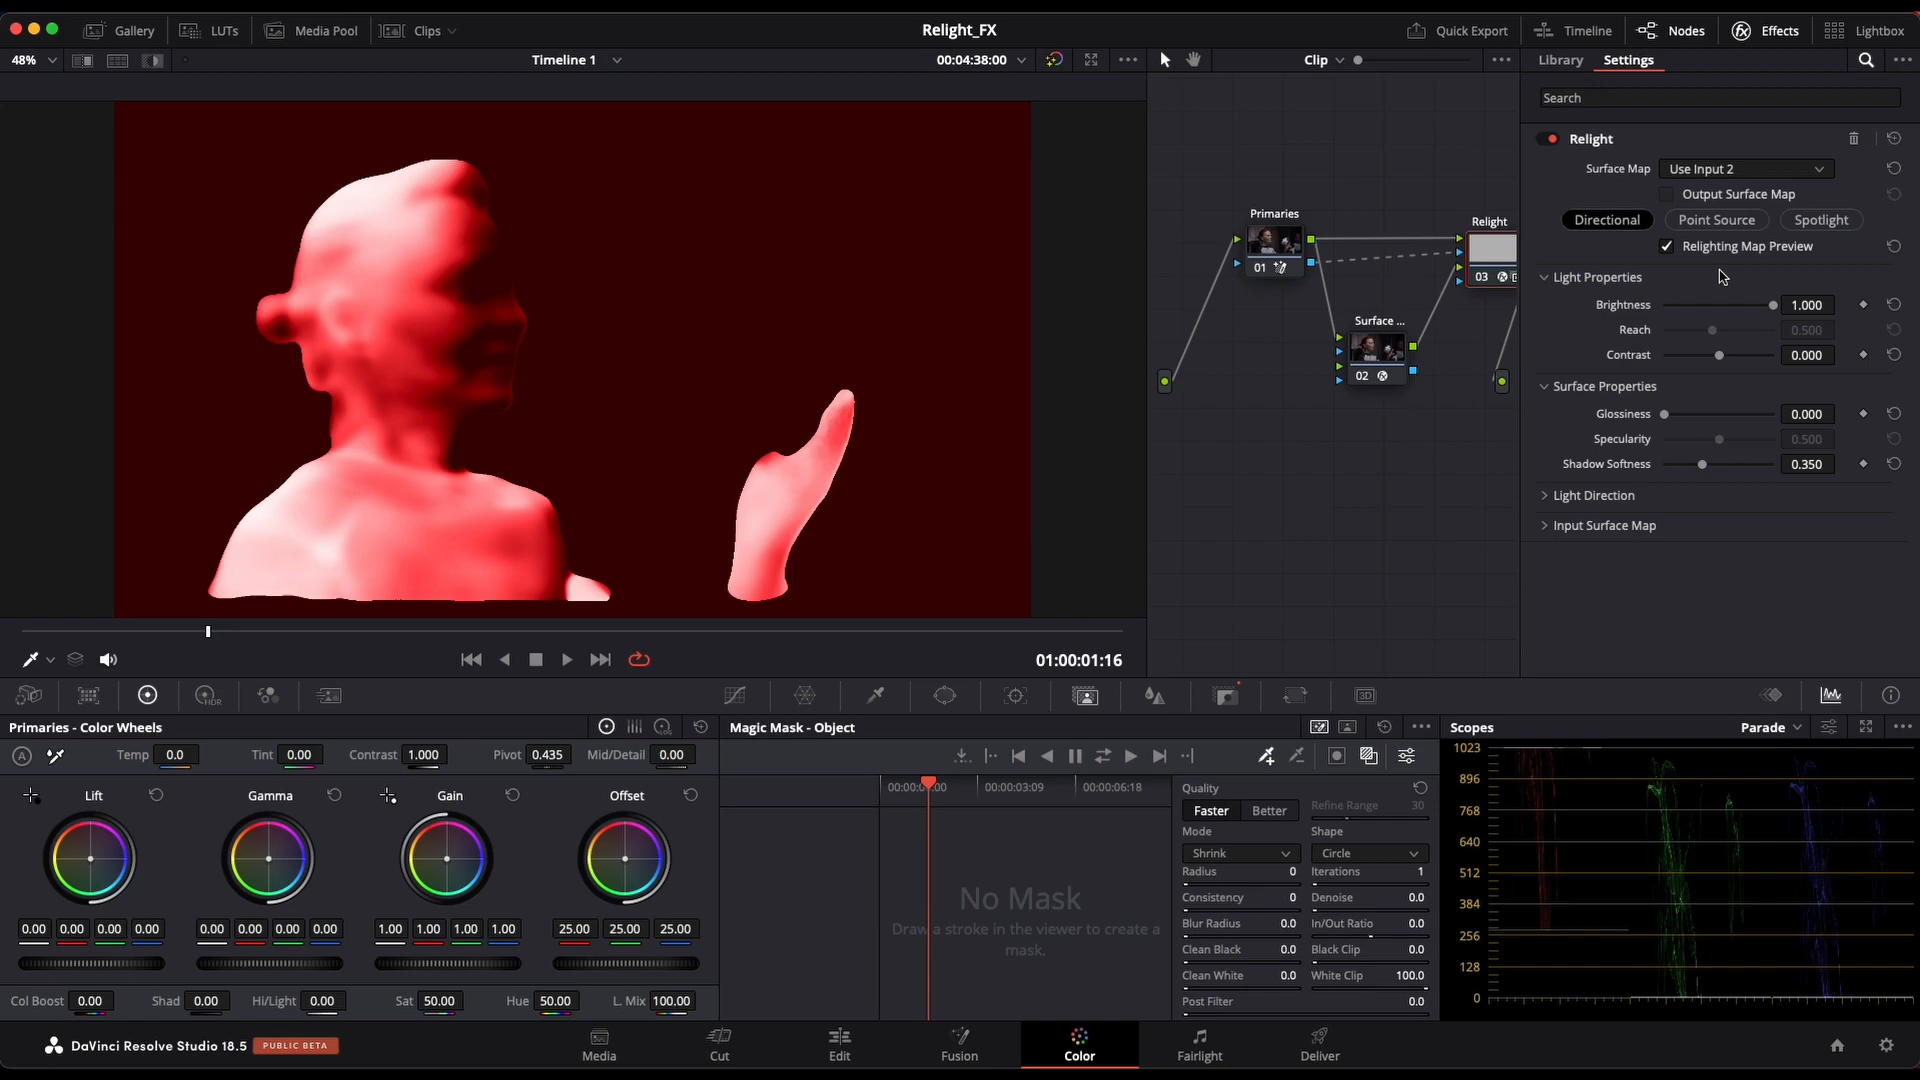 Gallery
LUTs
Media Pool
Clips
Relight_FX
Quick Export
Timeline
Nodes
Effects
Lightbox
48%
Timeline 1
00:04:38:00
Clip
Library
Settings
Search
Relight
Surface Map
Use Input 2
Output Surface Map
Directional
Point Source
Spotlight
Relighting Map Preview
Light Properties
Brightness
1.000
Reach
0.500
Contrast
0.000
Surface Properties
Glossiness
0.000
Specularity
0.500
Shadow Softness
0.350
Light Direction
Input Surface Map
Primaries
01
Relight
03
Surface ...
02
01:00:01:16
HDR
3D
Primaries - Color Wheels
LOG
A
Temp 0.0
Tint 0.00
Contrast 1.000
Pivot 0.435
Mid/Detail 0.00
Lift
Gamma
Gain
Offset
0.00 0.00 0.00 0.00
0.00 0.00 0.00 0.00
1.00 1.00 1.00 1.00
25.00 25.00 25.00
Col Boost 0.00
Shad 0.00
Hi/Light 0.00
Sat 50.00
Hue 50.00
L. Mix 100.00
Magic Mask - Object
00:00:03:09
00:00:06:18
No Mask
Draw a stroke in the viewer to create a
mask.
Quality
Faster
Better
Refine Range 30
Mode
Shape
Shrink
Circle
Radius 0
Iterations 1
Consistency 0
Denoise 0.0
Blur Radius 0.0
In/Out Ratio 0.0
Clean Black 0.0
Black Clip 0.0
Clean White 0.0
White Clip 100.0
Post Filter 0.0
Scopes
Parade
1023
896
768
640
512
384
256
128
0
DaVinci Resolve Studio 18.5
PUBLIC BETA
Media
Cut
Edit
Fusion
Color
Fairlight
Deliver